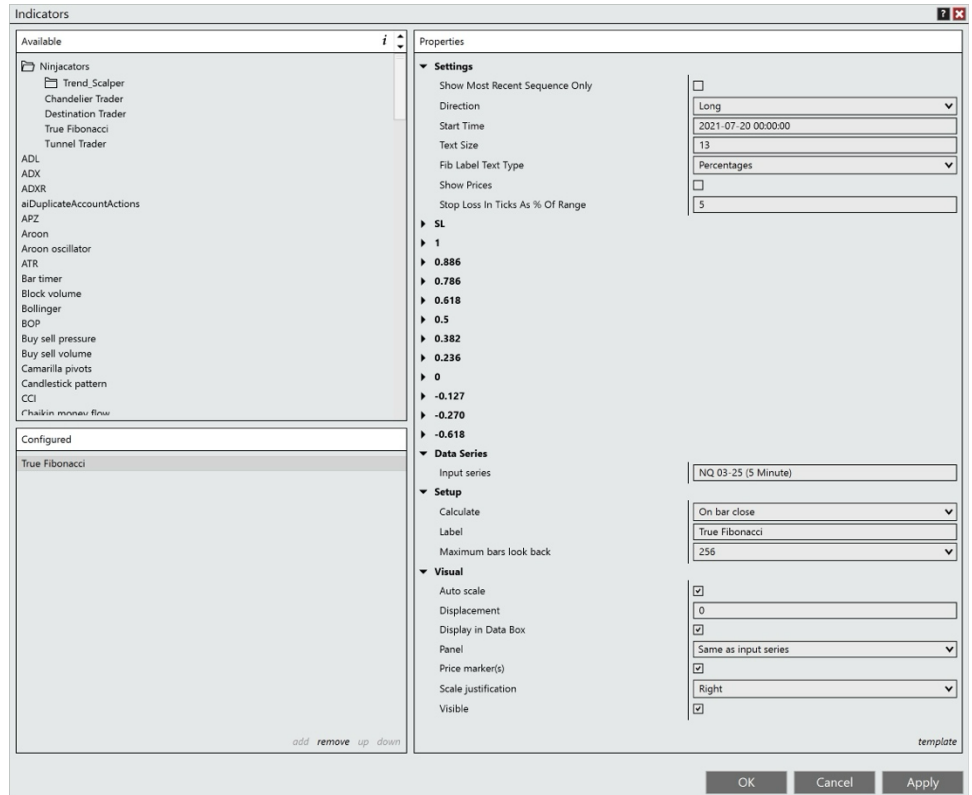 Indicators
?
Available
i
Ninjacators
Trend_Scalper
Chandelier Trader
Destination Trader
True Fibonacci
Tunnel Trader
ADL
ADX
ADXR
aiDuplicateAccountActions
APZ
Aroon
Aroon oscillator
ATR
Bar timer
Block volume
Bollinger
BOP
Buy sell pressure
Buy sell volume
Camarilla pivots
Candlestick pattern
CCI
Chaikin money flow
Configured
True Fibonacci
add remove up down
Properties
Settings
Show Most Recent Sequence Only
Direction Long
Start Time 2021-07-20 00:00:00
Text Size 13
Fib Label Text Type Percentages
Show Prices
Stop Loss In Ticks As % Of Range 5
SL
1
0.886
0.786
0.618
0.5
0.382
0.236
0
-0.127
-0.270
-0.618
Data Series
Input series NQ 03-25 (5 Minute)
Setup
Calculate On bar close
Label True Fibonacci
Maximum bars look back 256
Visual
Auto scale
Displacement 0
Display in Data Box
Panel Same as input series
Price marker(s)
Scale justification Right
Visible
template
OK Cancel Apply